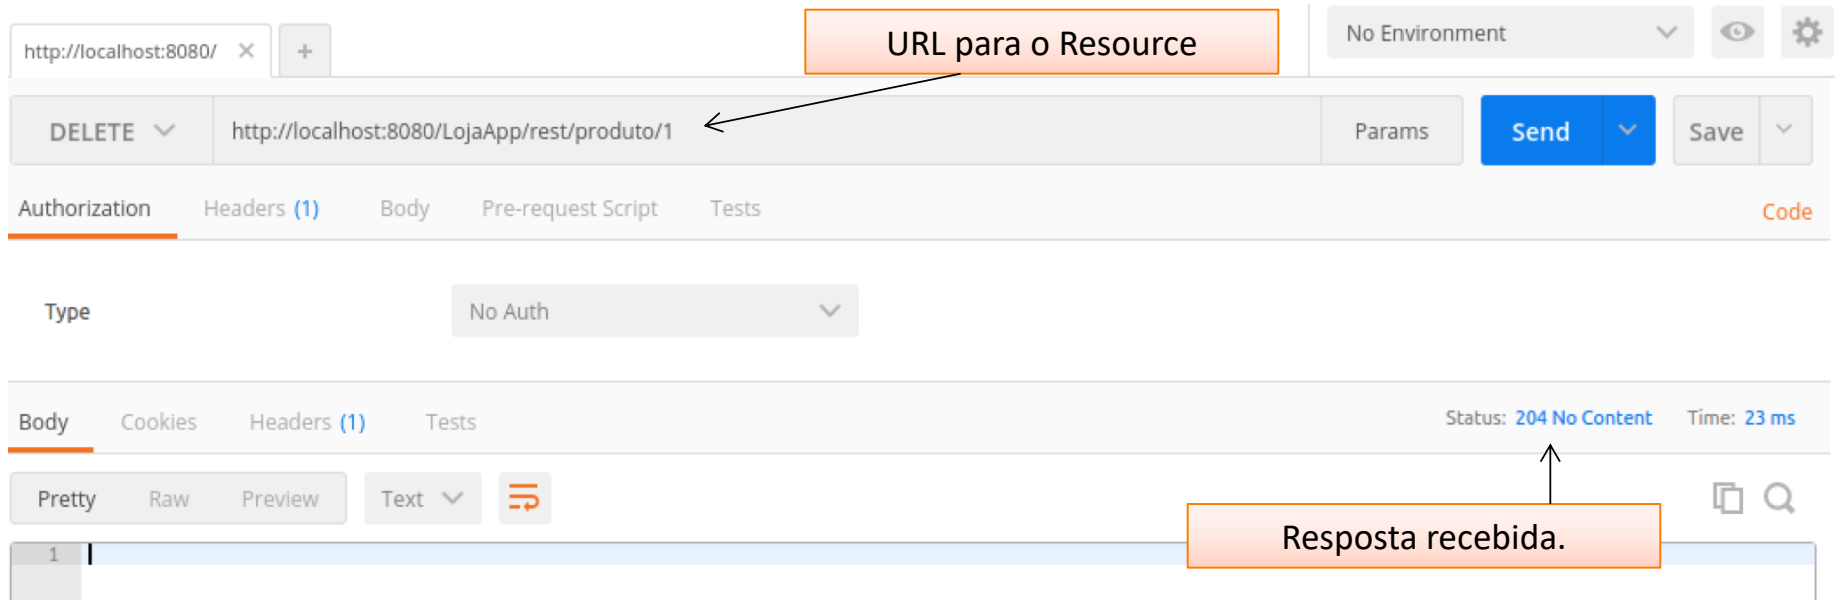 http://localhost:8080/
URL para o Resource
No Environment
DELETE
http://localhost:8080/LojaApp/rest/produto/1
Params
Send
Save
Authorization
Headers (1)
Body
Pre-request Script
Tests
Code
Type
No Auth
Body
Cookies
Headers (1)
Tests
Status: 204 No Content
Time: 23 ms
Pretty
Raw
Preview
Text
Resposta recebida.
1